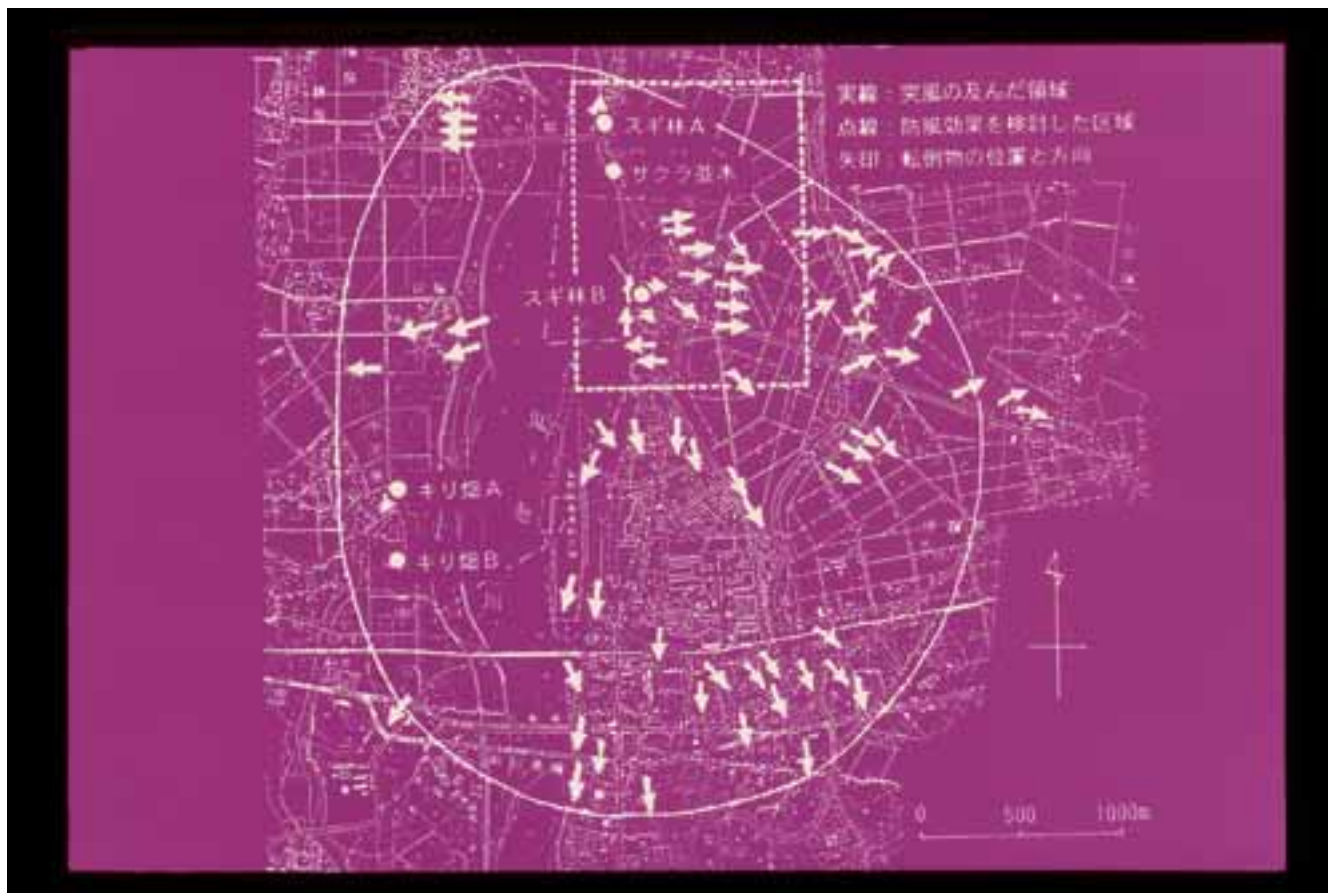 実線：突風の及んだ領域
点線：防風効果を検討した区域
矢印：転倒物の位置と方向
スギ林A
サクラ並木
スギ林B
キリ畑A
キリ畑B
0 500 1000m